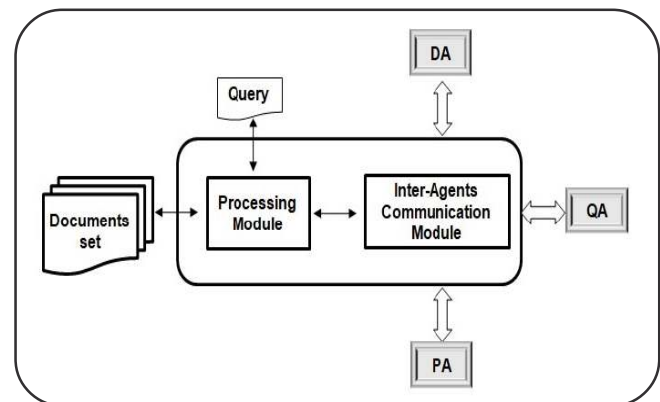 DA
Query
Documents
set
Processing
Module
Inter-Agents
Communication
Module
QA
PA